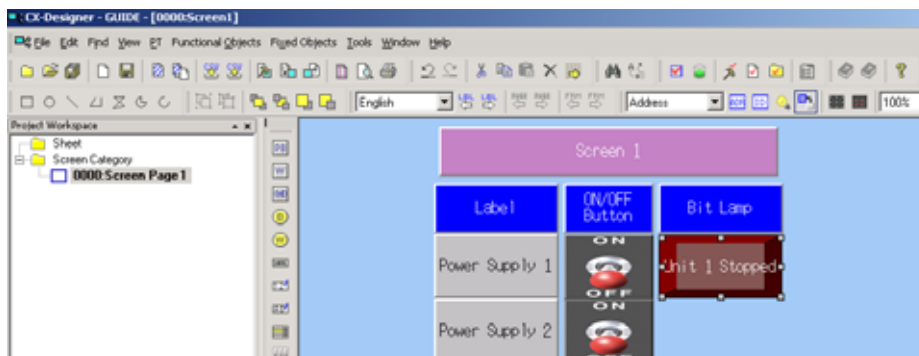 CX-Designer - GUIDE - [0000:Screen1]
File Edit Find View PT Functional Objects Fixed Objects Tools Window Help
English
Address
100%
Project Workspace
Sheet
Screen Category
0000:Screen Page1
Screen 1
Label
ON/OFF
Button
Bit Lamp
ON
Power Supply 1
Unit 1 Stopped
OFF
ON
Power Supply 2